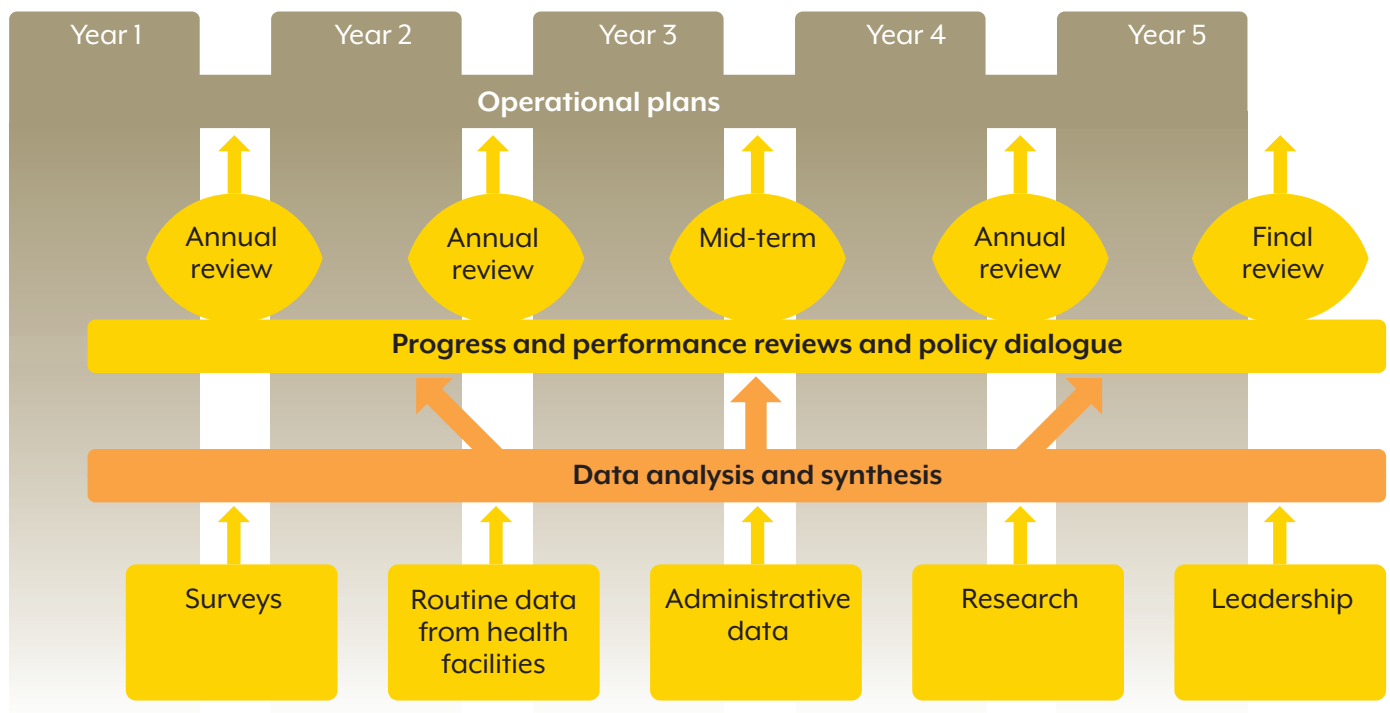 Year 1
Year 2
Year 3
Year 4
Year 5
Operational plans
Annual
review
Annual
review
Mid-term
Annual
review
Final
review
Progress and performance reviews and policy dialogue
Data analysis and synthesis
Surveys
Routine data
from health
facilities
Administrative
data
Research
Leadership